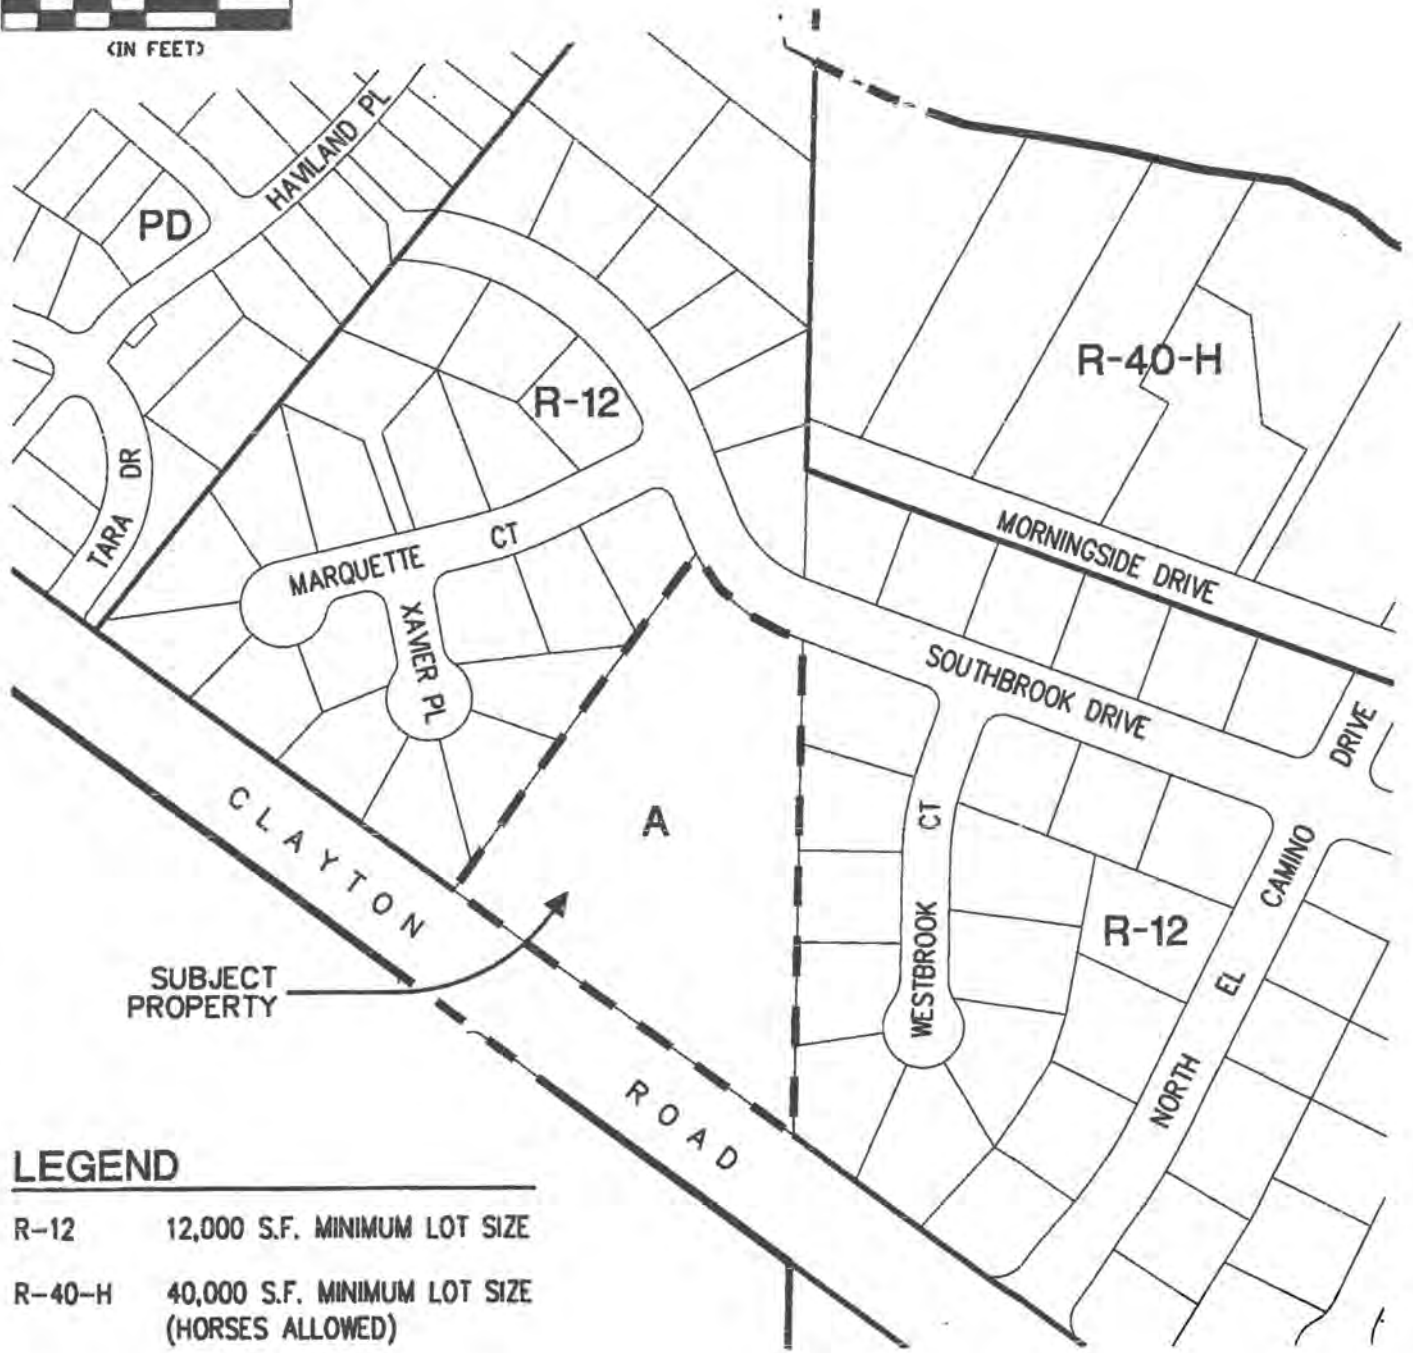 (IN FEET)
HAVILAND PL
PD
R-40-H
R-12
TARA DR
MARQUETTE CT
MORNINGSIDE DRIVE
XAVIER PL
SOUTHBROOK DRIVE
DRIVE
CLAYTON
A
WESTBROOK CT
CAMINO
R-12
EL
NORTH
SUBJECT
PROPERTY
ROAD
LEGEND
R-12 12,000 S.F. MINIMUM LOT SIZE
R-40-H 40,000 S.F. MINIMUM LOT SIZE
(HORSES ALLOWED)